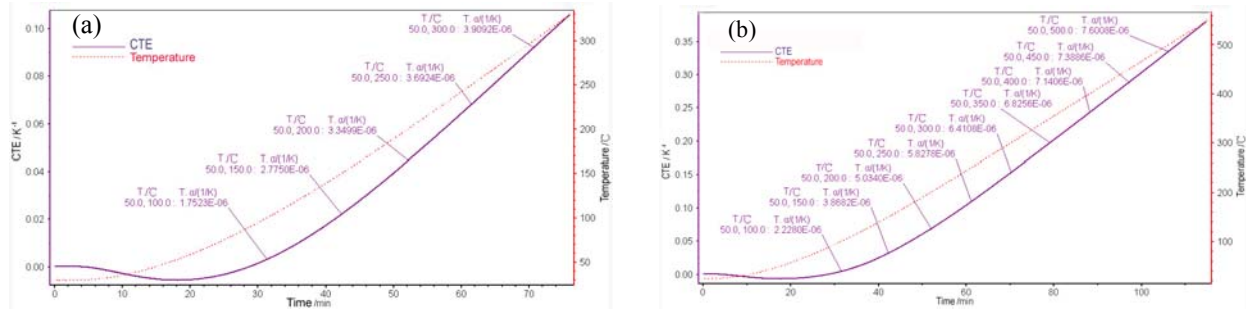 (a)
CTE
Temperature
CTE / K⁻¹
0.10
0.08
0.06
0.04
0.02
0.00
T./℃ T. α/(1/K)
50.0, 300.0 : 3.9092E-06
T./℃ T. α/(1/K)
50.0, 250.0 : 3.6924E-06
T./℃ T. α/(1/K)
50.0, 200.0 : 3.3499E-06
T./℃ T. α/(1/K)
50.0, 150.0 : 2.7750E-06
T./℃ T. α/(1/K)
50.0, 100.0 : 1.7523E-06
300
250
200
150
100
50
Temperature/℃
0 10 20 30 40 50 60 70
Time /min
(b)
CTE
Temperature
CTE / K⁻¹
0.35
0.30
0.25
0.20
0.15
0.10
0.05
0.00
T./℃ T. α/(1/K)
50.0, 500.0 : 7.6008E-06
T./℃ T. α/(1/K)
50.0, 450.0 : 7.3886E-06
T./℃ T. α/(1/K)
50.0, 400.0 : 7.1406E-06
T./℃ T. α/(1/K)
50.0, 350.0 : 6.8256E-06
T./℃ T. α/(1/K)
50.0, 300.0 : 6.4108E-06
T./℃ T. α/(1/K)
50.0, 250.0 : 5.8278E-06
T./℃ T. α/(1/K)
50.0, 200.0 : 5.0340E-06
T./℃ T. α/(1/K)
50.0, 150.0 : 3.8682E-06
T./℃ T. α/(1/K)
50.0, 100.0 : 2.2280E-06
500
400
300
200
100
Temperature/℃
0 20 40 60 80 100
Time/min